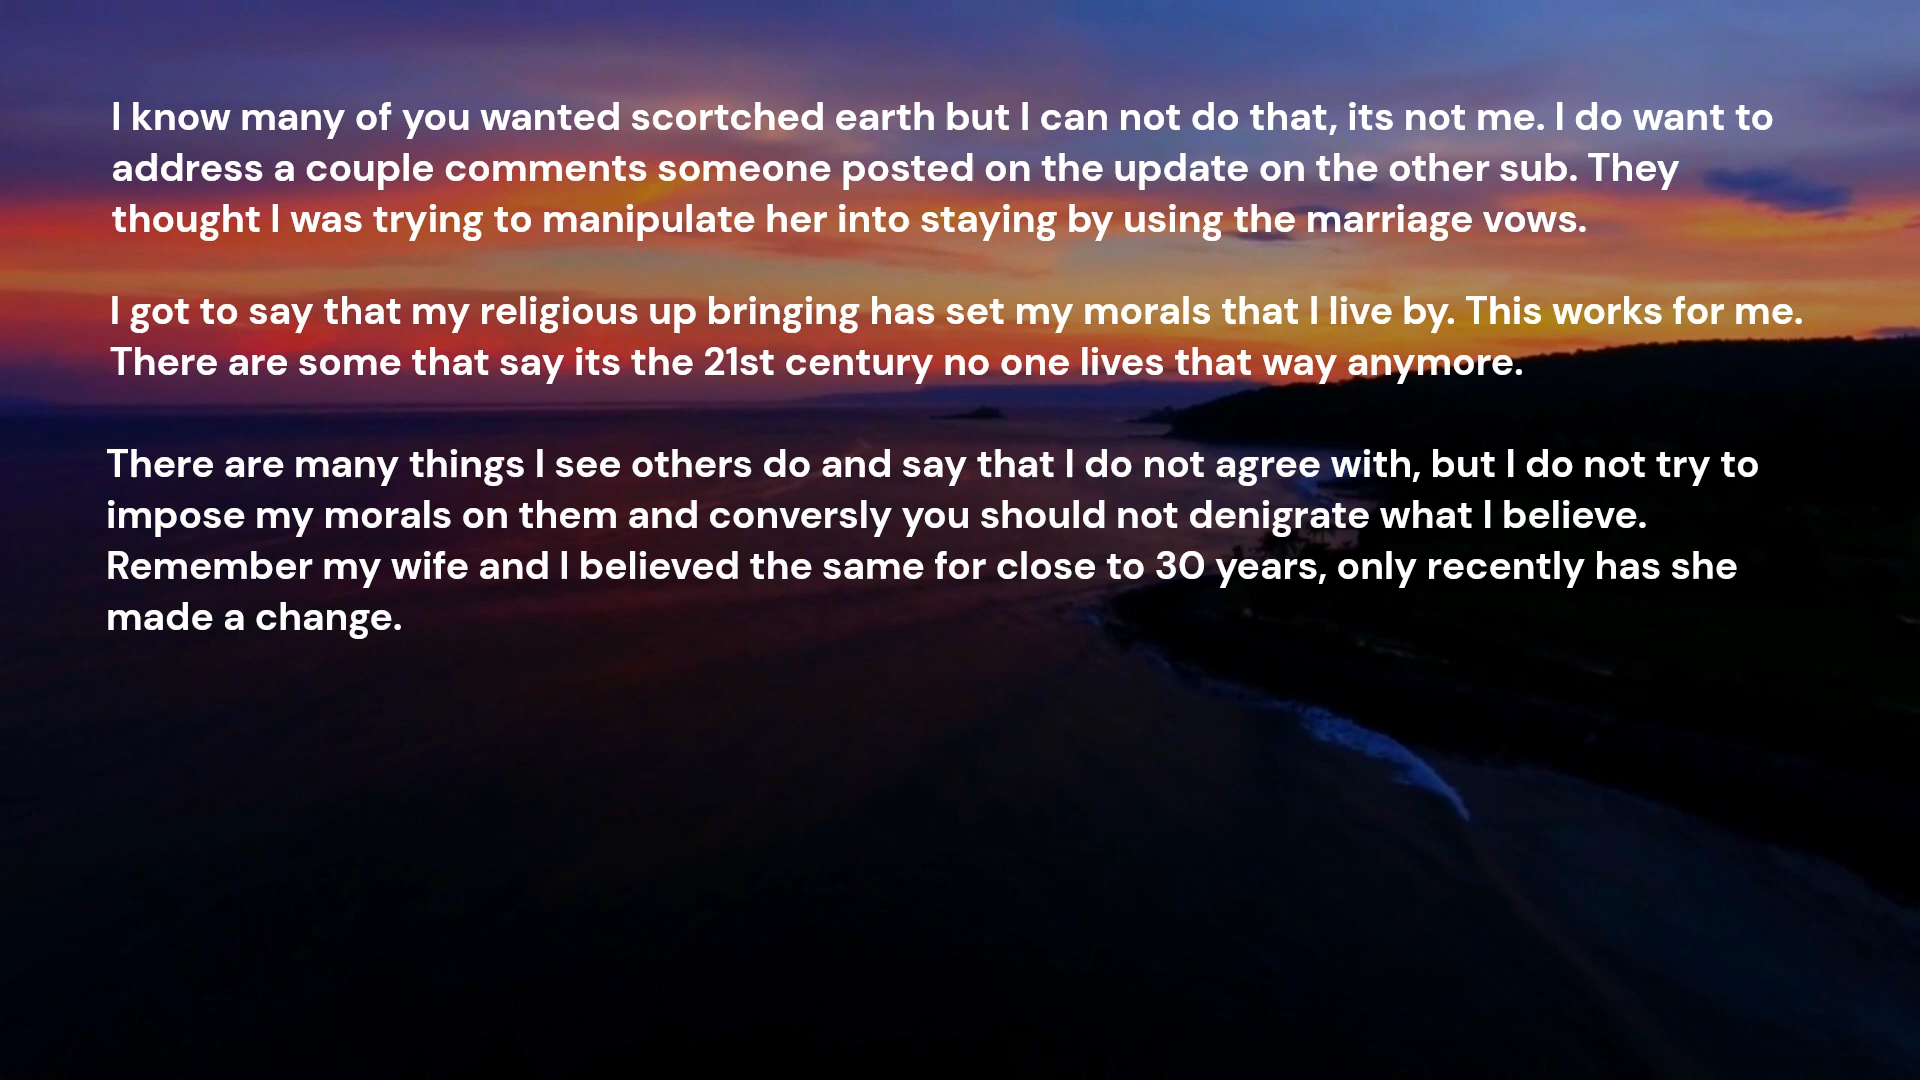 I know many of you wanted scortched earth but I can not do that, its not me. I do want to
address a couple comments someone posted on the update on the other sub. They
thought I was trying to manipulate her into staying by using the marriage vows.
I got to say that my religious up bringing has set my morals that I live by. This works for me.
There are some that say its the 21st century no one lives that way anymore.
There are many things I see others do and say that I do not agree with, but I do not try to
impose my morals on them and conversly you should not denigrate what I believe.
Remember my wife and I believed the same for close to 30 years, only recently has she
made a change.